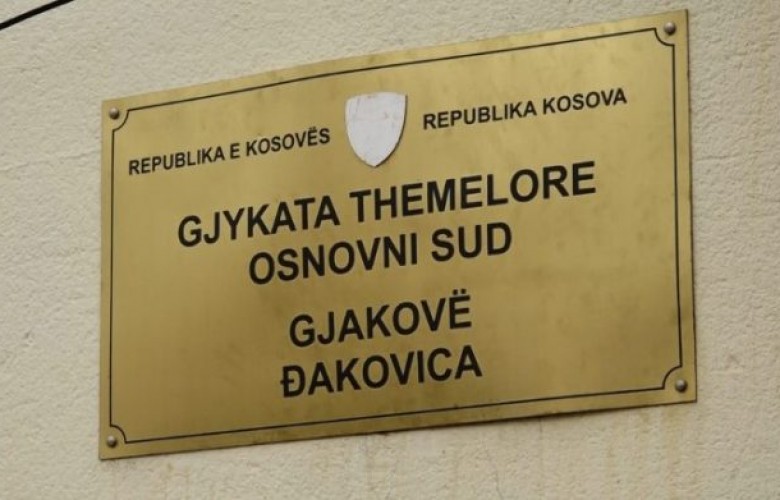 REPUBLIKA E KOSOVËS
REPUBLIKA KOSOVA
GJYKATA THEMELORE
OSNOVNI SUD
GJAKOVË
ĐAKOVICA